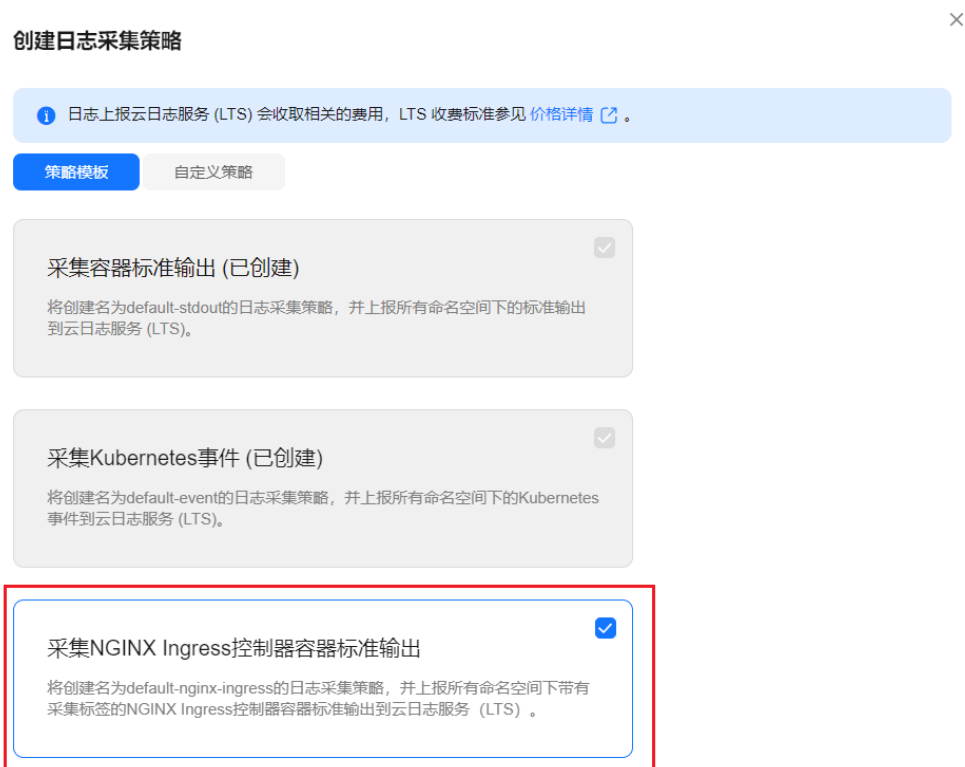 创建日志采集策略
日志上报云日志服务 (LTS) 会收取相关的费用，LTS 收费标准参见 价格详情 。
策略模板 自定义策略
采集容器标准输出 (已创建)
将创建名为default-stdout的日志采集策略，并上报所有命名空间下的标准输出
到云日志服务 (LTS)。
采集Kubernetes事件 (已创建)
将创建名为default-event的日志采集策略，并上报所有命名空间下的Kubernetes
事件到云日志服务 (LTS)。
采集NGINX Ingress控制器容器标准输出
将创建名为default-nginx-ingress的日志采集策略，并上报所有命名空间下带有
采集标签的NGINX Ingress控制器容器标准输出到云日志服务（LTS）。